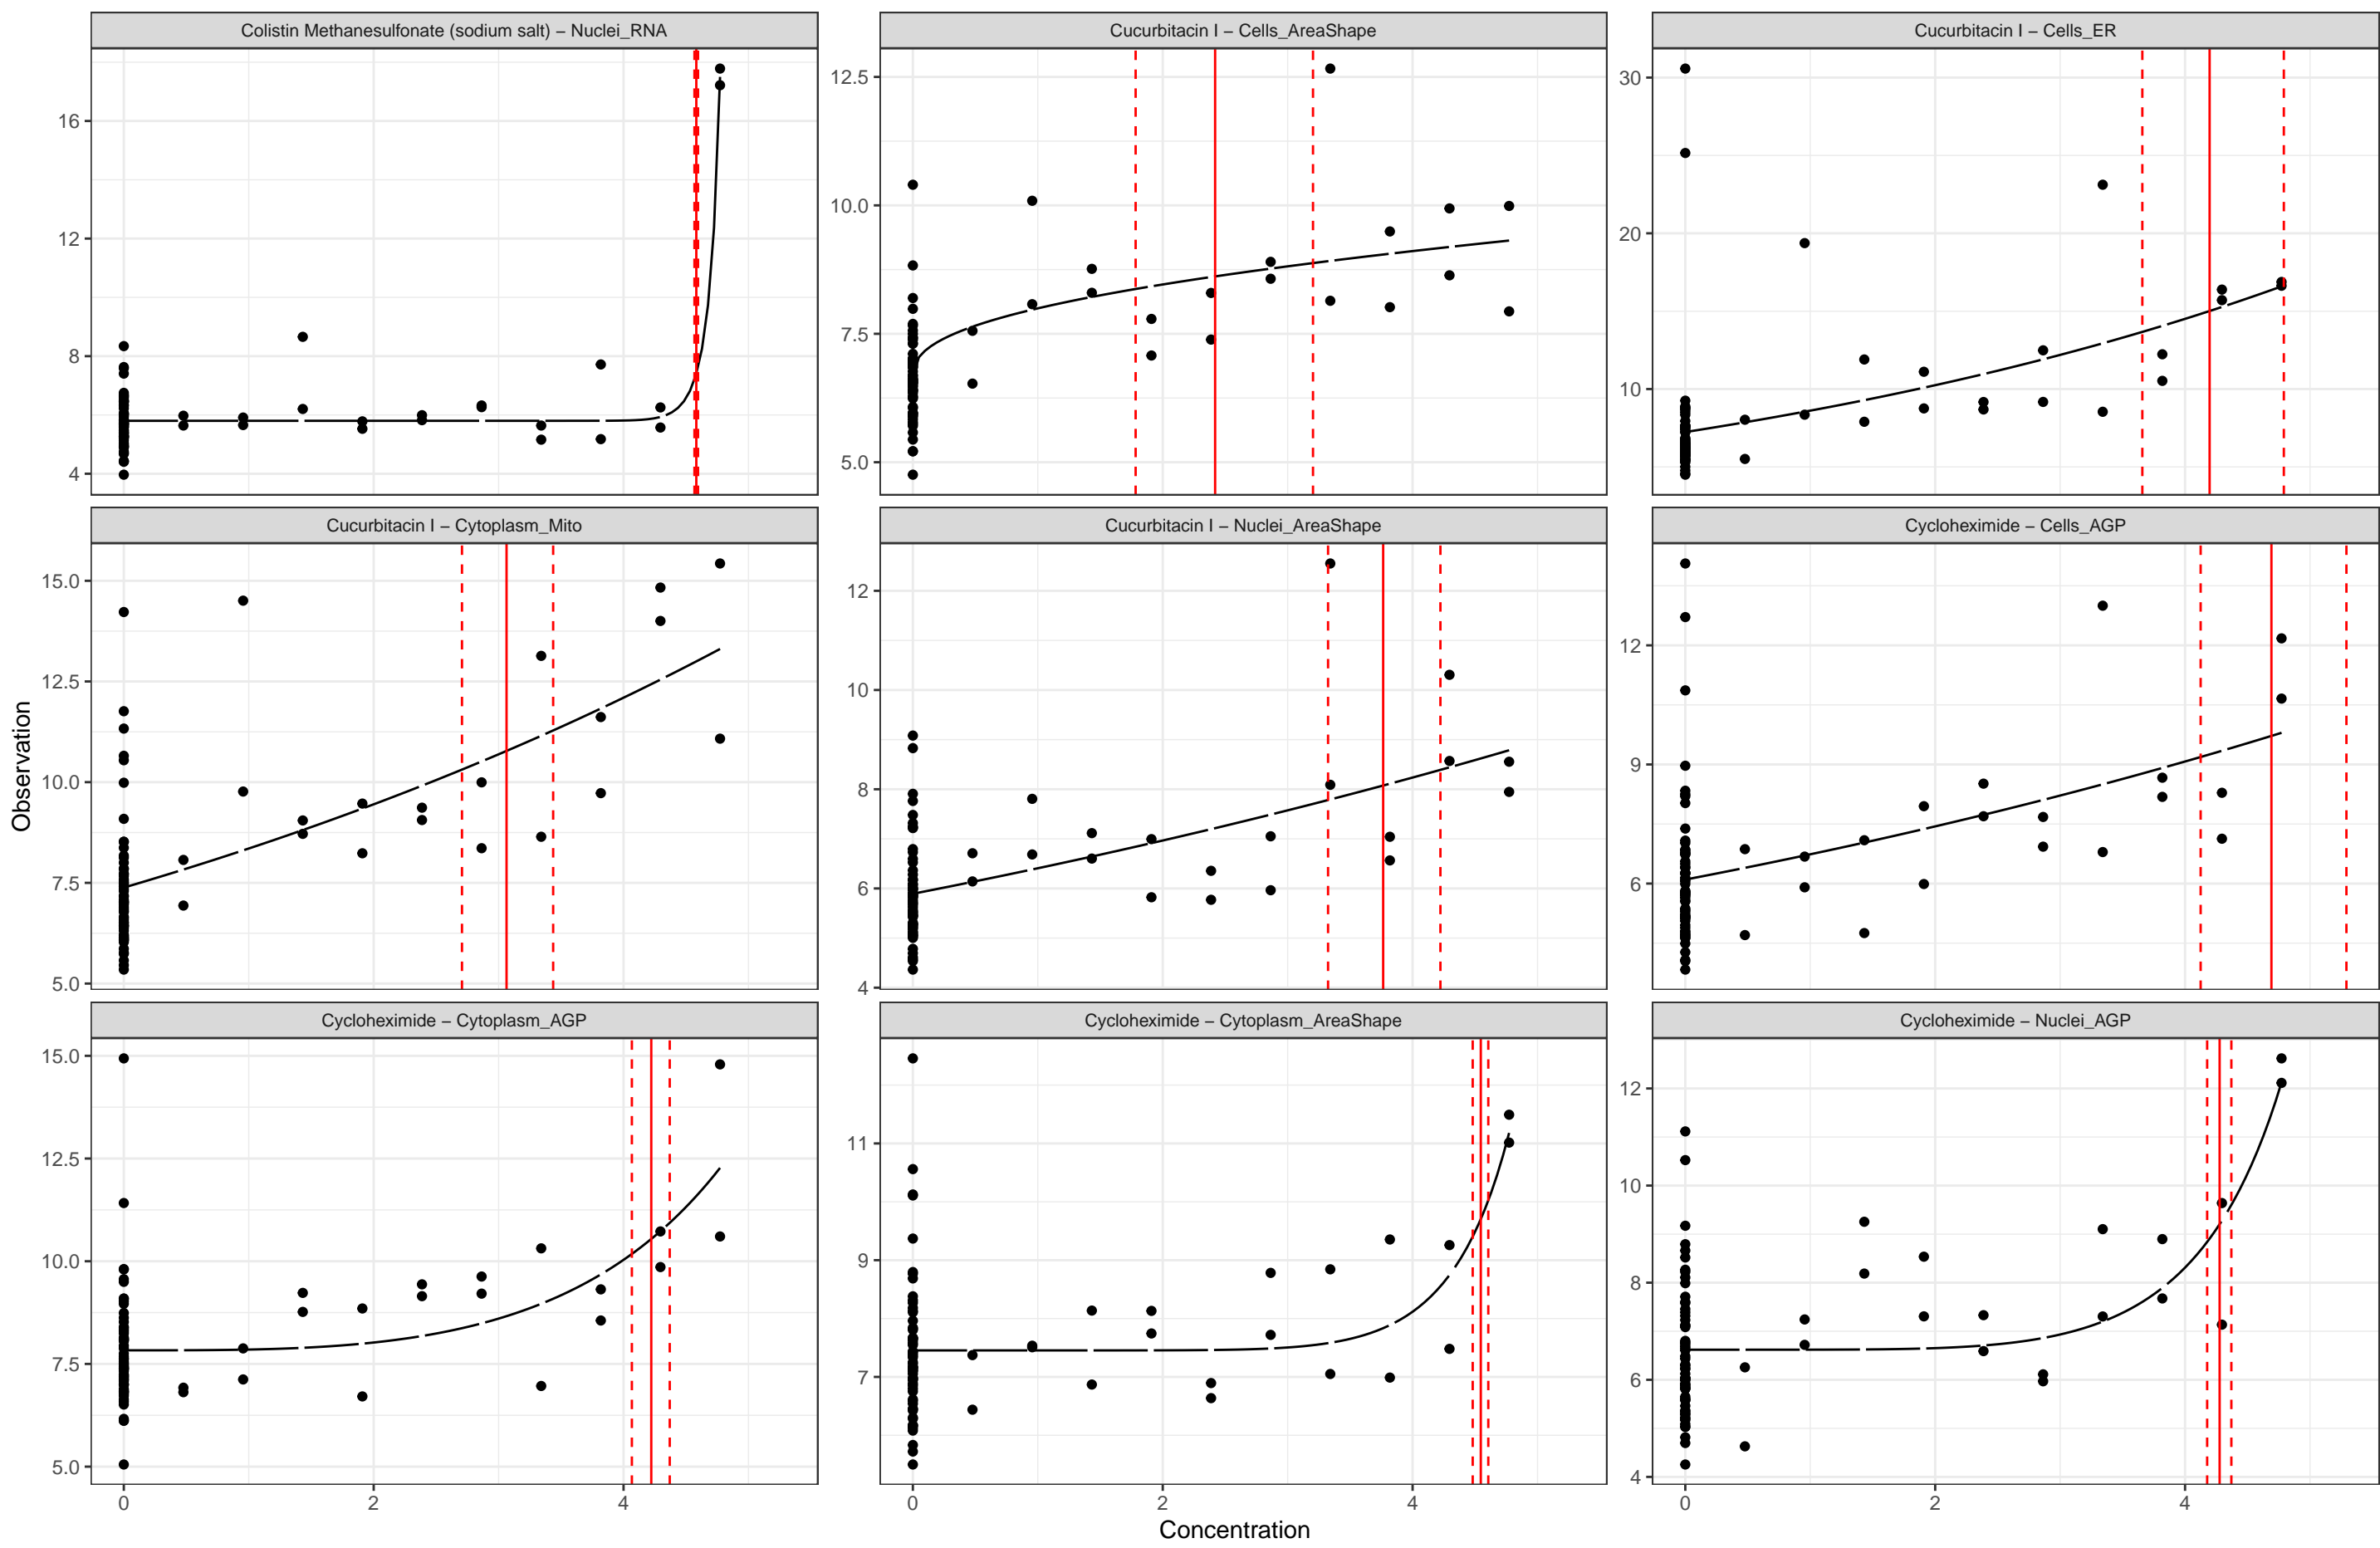 Colistin Methanesulfonate (sodium salt) – Nuclei_RNA
Cucurbitacin I – Cells_AreaShape
Cucurbitacin I – Cells_ER
16
12
8
4
12.5
10.0
7.5
5.0
30
20
10
Cucurbitacin I – Cytoplasm_Mito
Cucurbitacin I – Nuclei_AreaShape
Cycloheximide – Cells_AGP
Observation
15.0
12.5
10.0
7.5
5.0
12
10
8
6
4
12
9
6
Cycloheximide – Cytoplasm_AGP
Cycloheximide – Cytoplasm_AreaShape
Cycloheximide – Nuclei_AGP
15.0
12.5
10.0
7.5
5.0
11
9
7
12
10
8
6
4
0 2 4
0 2 4
0 2 4
Concentration